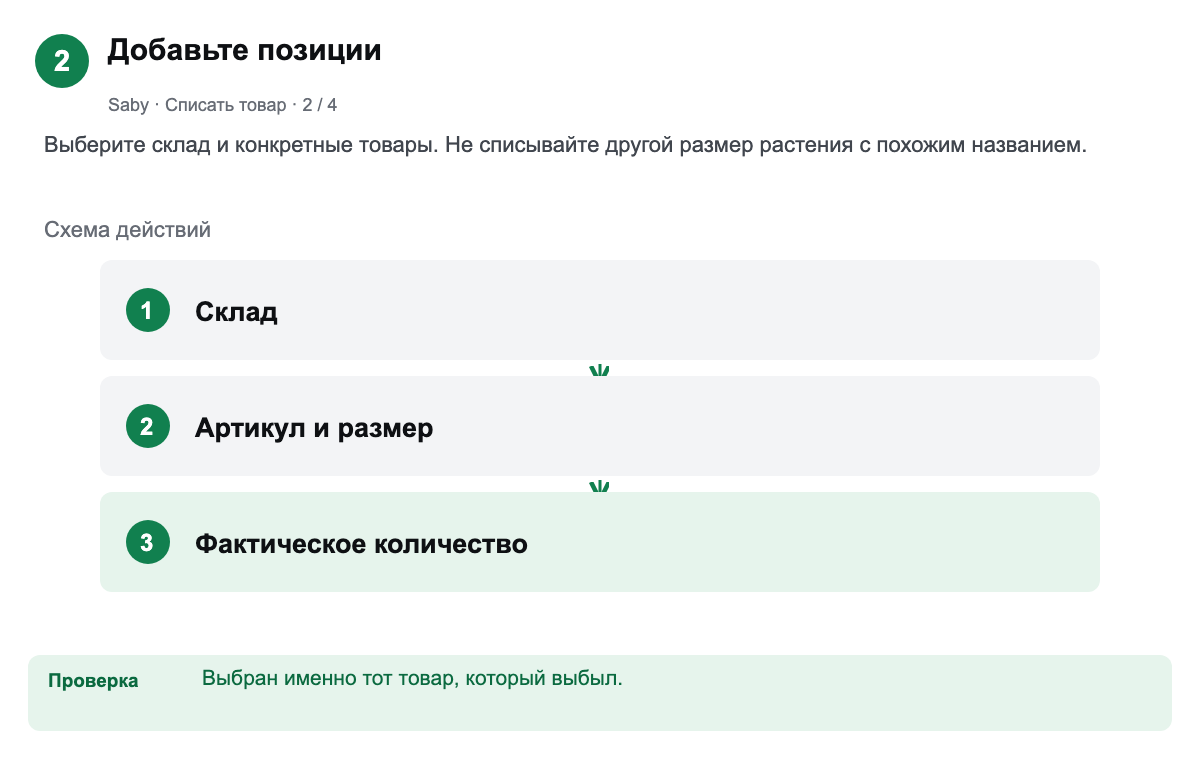 2
Добавьте позиции
Saby · Списать товар · 2 / 4
Выберите склад и конкретные товары. Не списывайте другой размер растения с похожим названием.
Схема действий
1 Склад
2 Артикул и размер
3 Фактическое количество
Проверка Выбран именно тот товар, который выбыл.